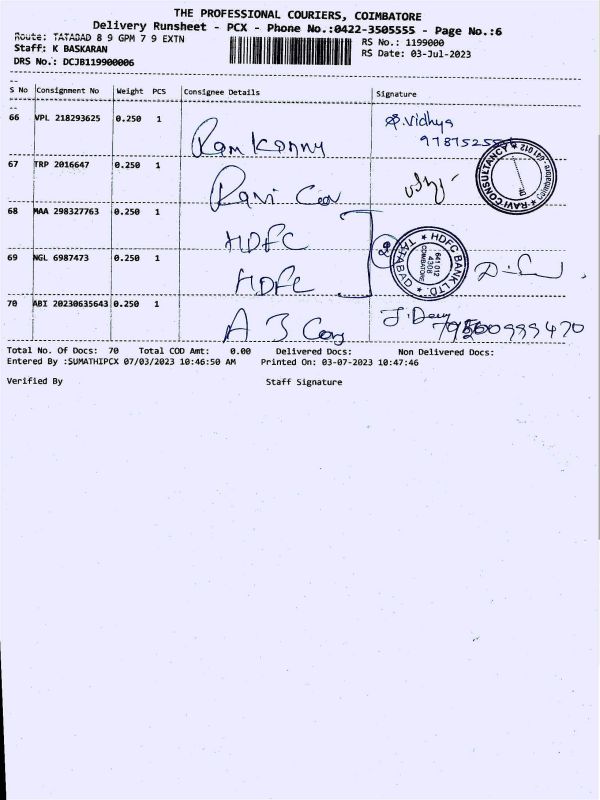 THE PROFESSIONAL COURIERS, COIMBATORE
Delivery Runsheet - PCX - Phone No.:0422-3505555 - Page No.:6
Route: TATABAD 8 9 GPM 7 9 EXTN
RS No.: 1199000
Staff: K BASKARAN
RS Date: 03-Jul-2023
DRS No.: DCJB119900006
S No Consignment No Weight PCS Consignee Details Signature
66 VPL 218293625 0.250 1 S.Vidhya
67 TRP 2016647 0.250 1 Ravi Con
RAVI CONSULTANCY
68 MAA 298327763 0.250 1 HDFC
HDFC BANK LTD. TATABAD
COIMBATORE
641 012
69 NGL 6987473 0.250 1 HDFC
70 ABI 20230635643 0.250 1 A B Coy
Total No. Of Docs: 70 Total COD Amt: 0.00 Delivered Docs: Non Delivered Docs:
Entered By :SUMATHIPCX 07/03/2023 10:46:50 AM Printed On: 03-07-2023 10:47:46
Verified By Staff Signature